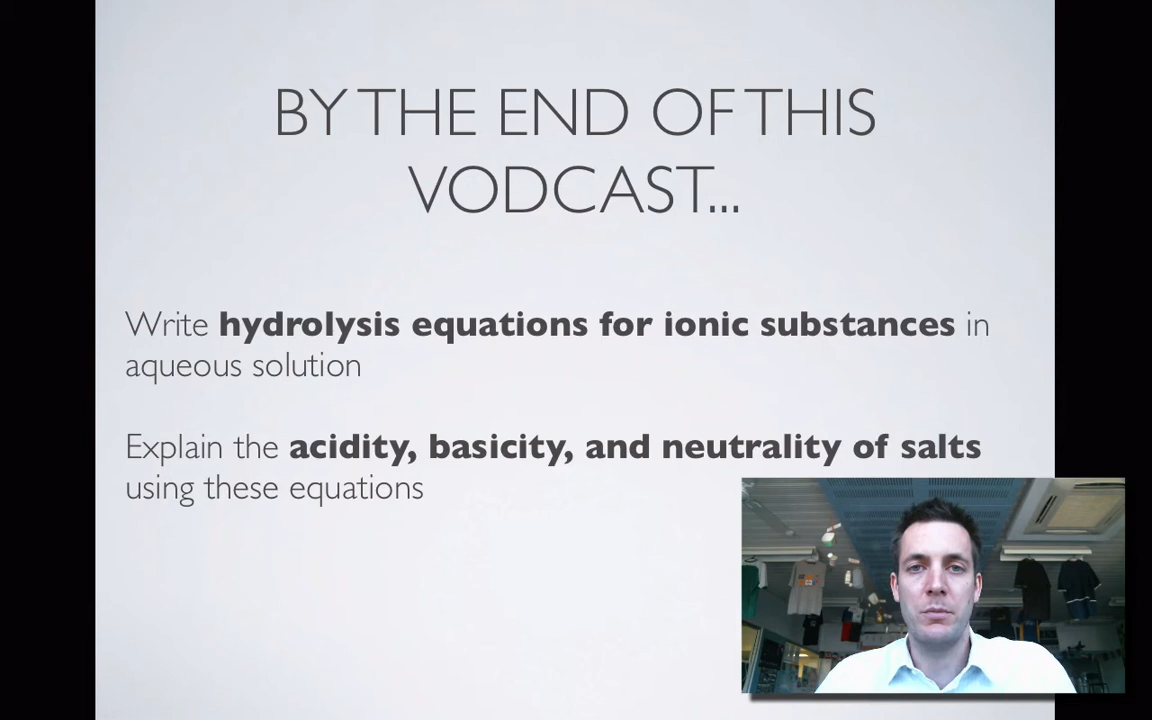 BY THE END OF THIS
VODCAST...
Write hydrolysis equations for ionic substances in
aqueous solution
Explain the acidity, basicity, and neutrality of salts
using these equations